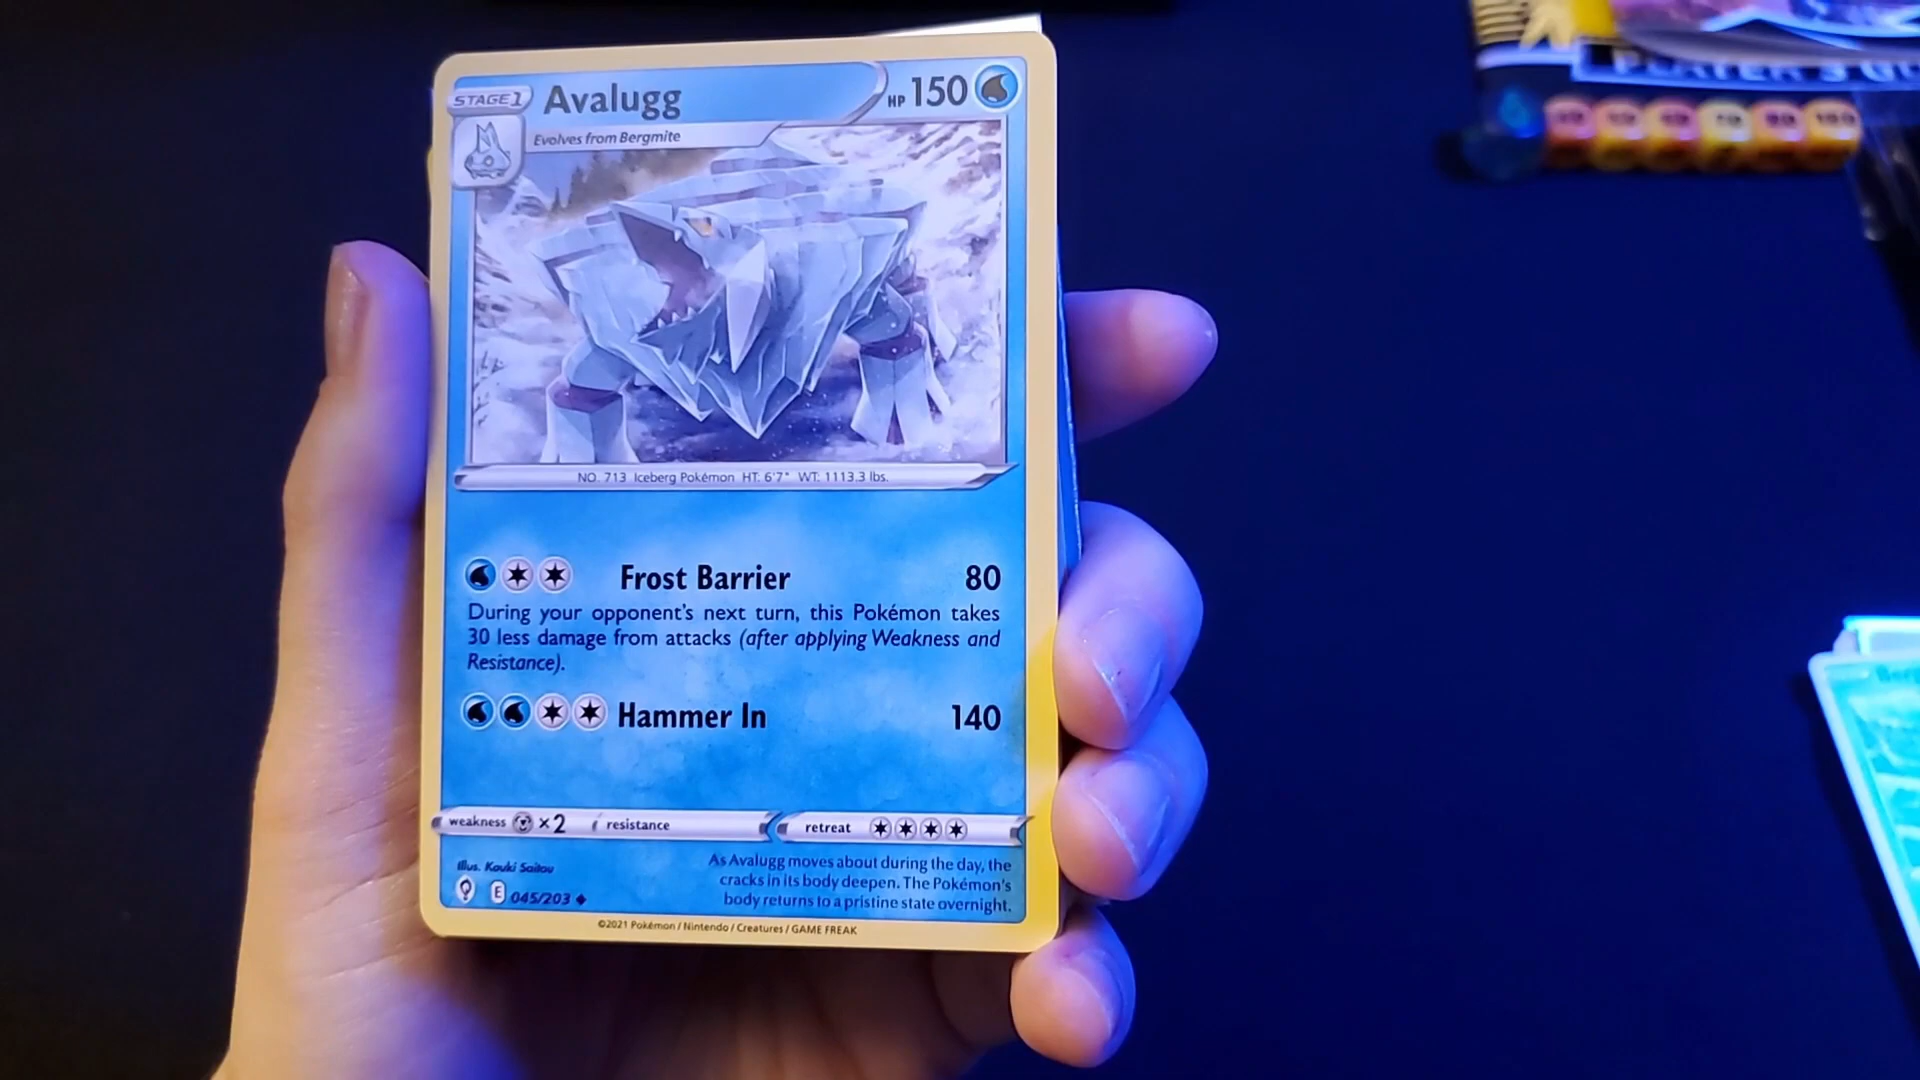 STAGE 1
Avalugg
HP 150
Evolves from Bergmite
NO. 713 Iceberg Pokémon HT: 6'7" WT: 1113.3 lbs.
Frost Barrier 80
During your opponent's next turn, this Pokémon takes
30 less damage from attacks (after applying Weakness and
Resistance).
Hammer In 140
weakness ×2 resistance retreat
Illus. Kouki Saitou
E 045/203
As Avalugg moves about during the day, the
cracks in its body deepen. The Pokémon's
body returns to a pristine state overnight.
©2021 Pokémon / Nintendo / Creatures / GAME FREAK